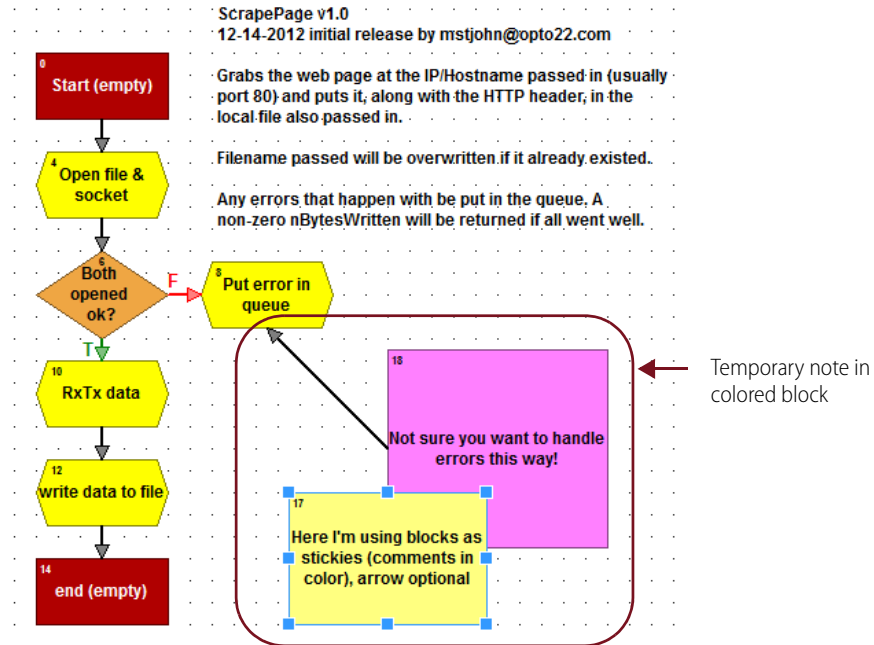 ScrapePage v1.0
12-14-2012 initial release by mstjohn@opto22.com
Grabs the web page at the IP/Hostname passed in (usually
port 80) and puts it, along with the HTTP header, in the
local file also passed in.
Filename passed will be overwritten if it already existed.
Any errors that happen with be put in the queue. A
non-zero nBytesWritten will be returned if all went well.
0
Start (empty)
4
Open file &
socket
6
Both
opened
ok?
F
T
8
Put error in
queue
10
RxTx data
12
write data to file
14
end (empty)
18
Not sure you want to handle
errors this way!
17
Here I'm using blocks as
stickies (comments in
color), arrow optional
Temporary note in
colored block